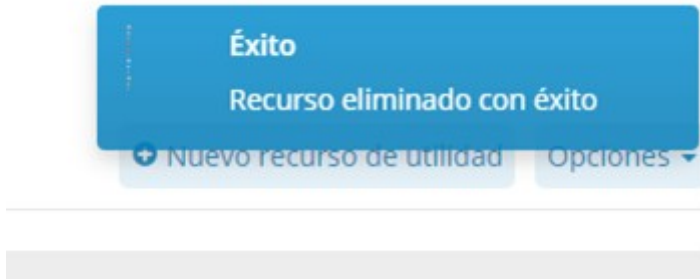 Éxito
Recurso eliminado con éxito
Nuevo recurso de utilidad Opciones